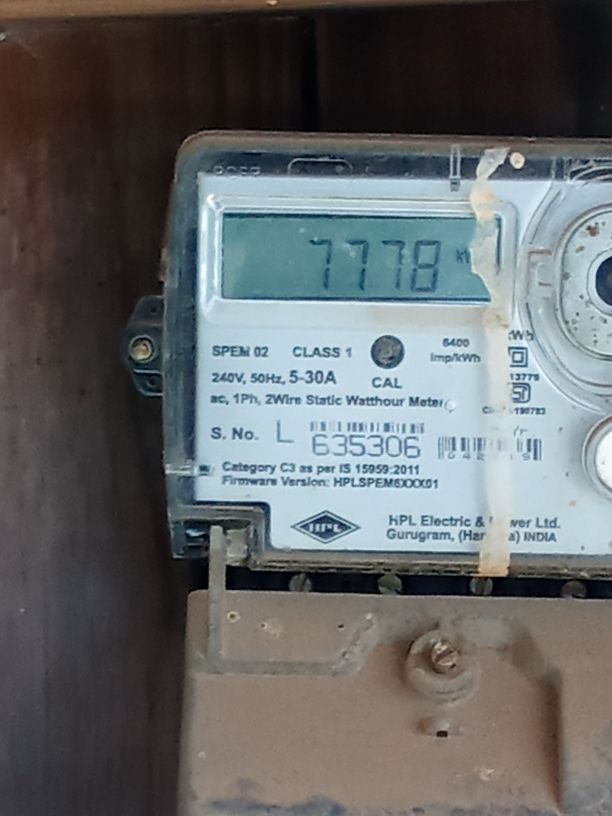 7778
SPEM 02 CLASS 1 6400
imp/kWh
240V, 50Hz, 5-30A CAL
ac, 1Ph, 2Wire Static Watthour Meter
S. No. L 635306
Category C3 as per IS 15959:2011
Firmware Version: HPLSPEM6XXX01
HPL HPL Electric & Ltd.
Gurugram, INDIA